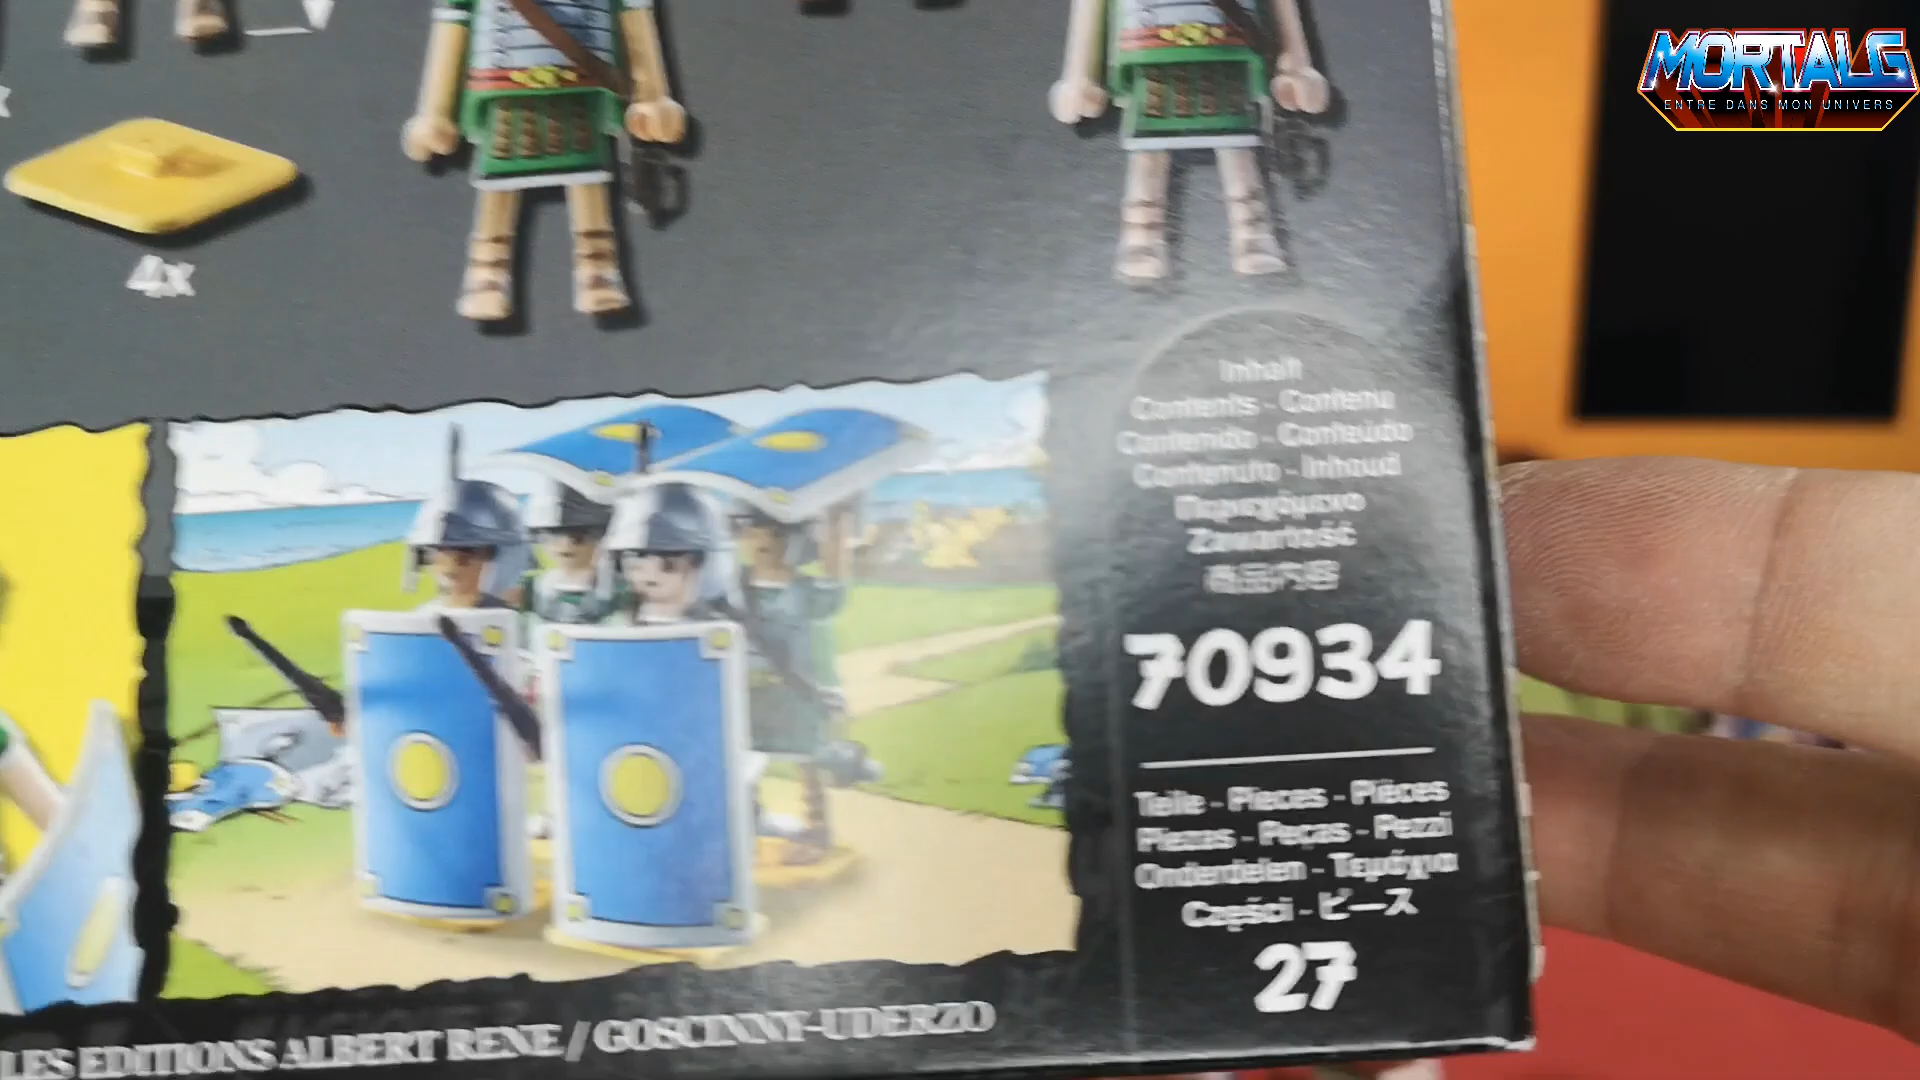 MORTALG
ENTRE DANS MON UNIVERS
4x
Inhalt
Contents - Contenu
Contenido - Conteúdo
Contenuto - Inhoud
Περιεχόμενο
Zawartość
商品内容
70934
Teile - Pieces - Pièces
Piezas - Peças - Pezzi
Onderdelen - Τεμάχια
Części - ピース
27
LES EDITIONS ALBERT RENE / GOSCINNY-UDERZO